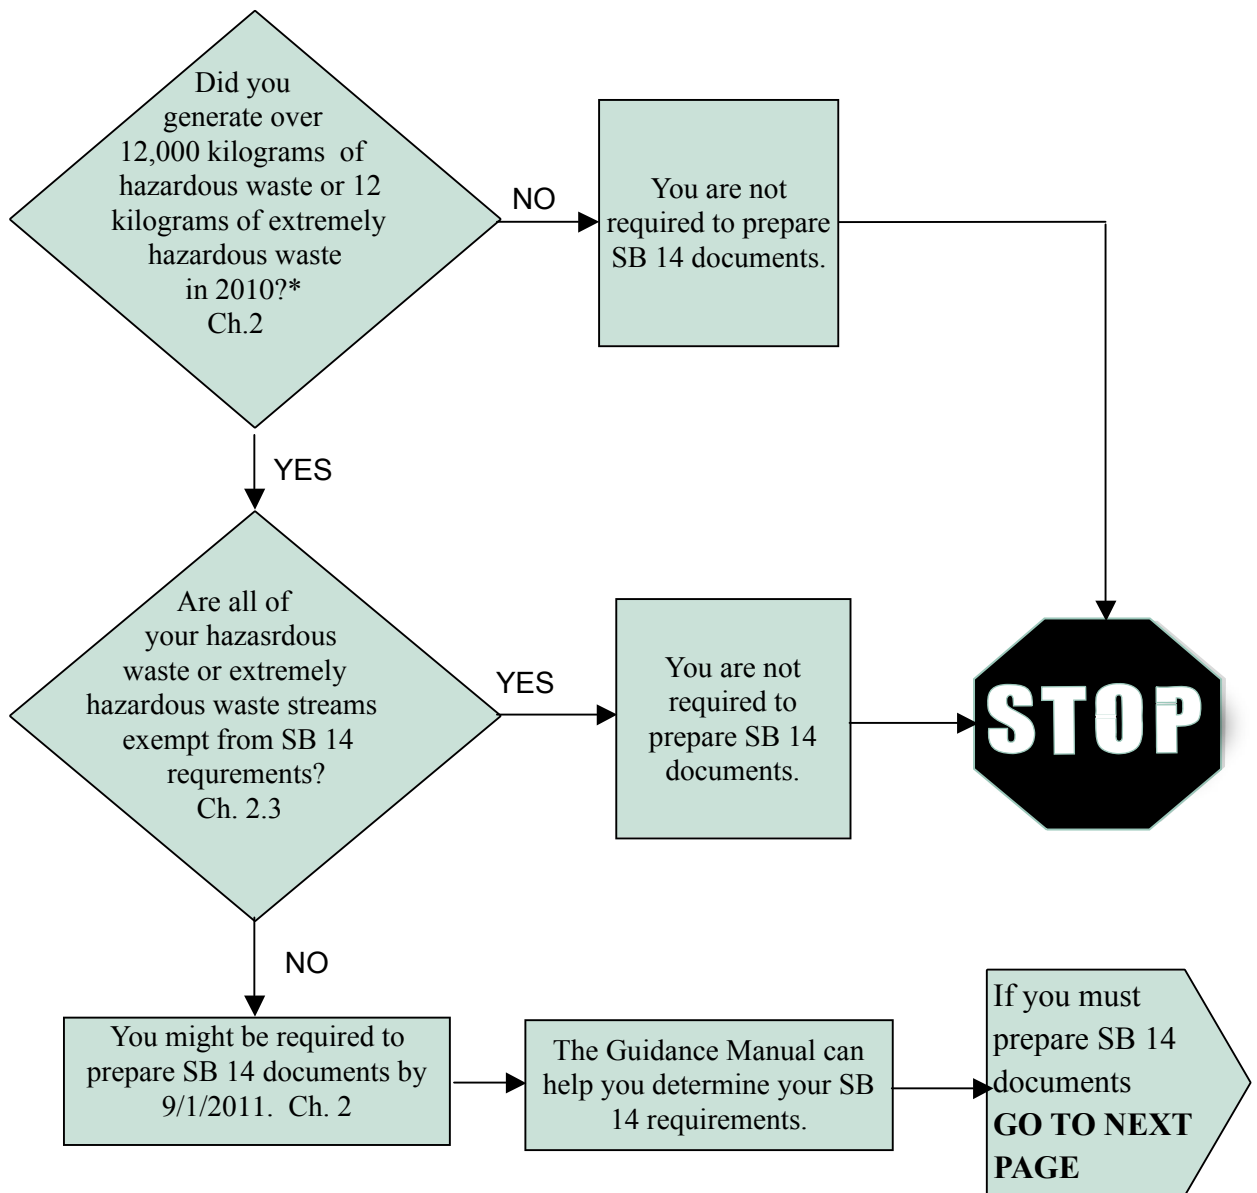 Did you
generate over
12,000 kilograms of
hazardous waste or 12
kilograms of extremely
hazardous waste
in 2010?*
Ch.2
NO
You are not
required to prepare
SB 14 documents.
YES
Are all of
your hazasrdous
waste or extremely
hazardous waste streams
exempt from SB 14
requrements?
Ch. 2.3
YES
You are not
required to
prepare SB 14
documents.
STOP
NO
You might be required to
prepare SB 14 documents by
9/1/2011. Ch. 2
The Guidance Manual can
help you determine your SB
14 requirements.
If you must
prepare SB 14
documents
GO TO NEXT
PAGE